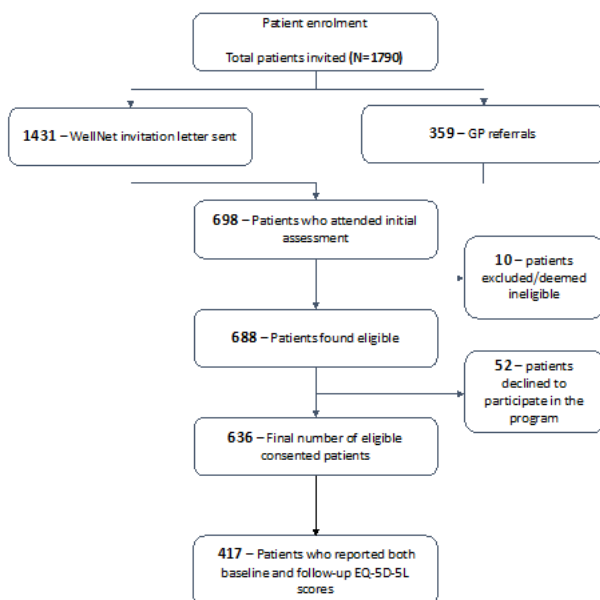 Patient enrolment
Total patients invited (N=1790)
1431 – WellNet invitation letter sent
359 – GP referrals
698 – Patients who attended initial
assessment
10 – patients
excluded/deemed
ineligible
688 – Patients found eligible
52 – patients
declined to
participate in the
program
636 – Final number of eligible
consented patients
417 – Patients who reported both
baseline and follow-up EQ-5D-5L
scores